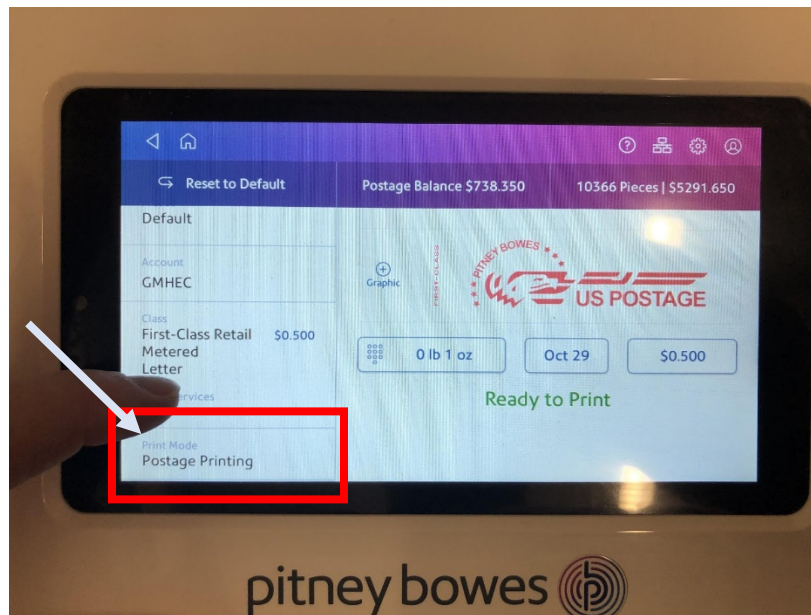 Reset to Default
Postage Balance $738.350
10366 Pieces | $5291.650
Default
Account
GMHEC
Class
First-Class Retail $0.500
Metered
Letter
ervices
Print Mode
Postage Printing
Graphic
FIRST-CLASS
PITNEY BOWES
US POSTAGE
0 lb 1 oz
Oct 29
$0.500
Ready to Print
pitney bowes